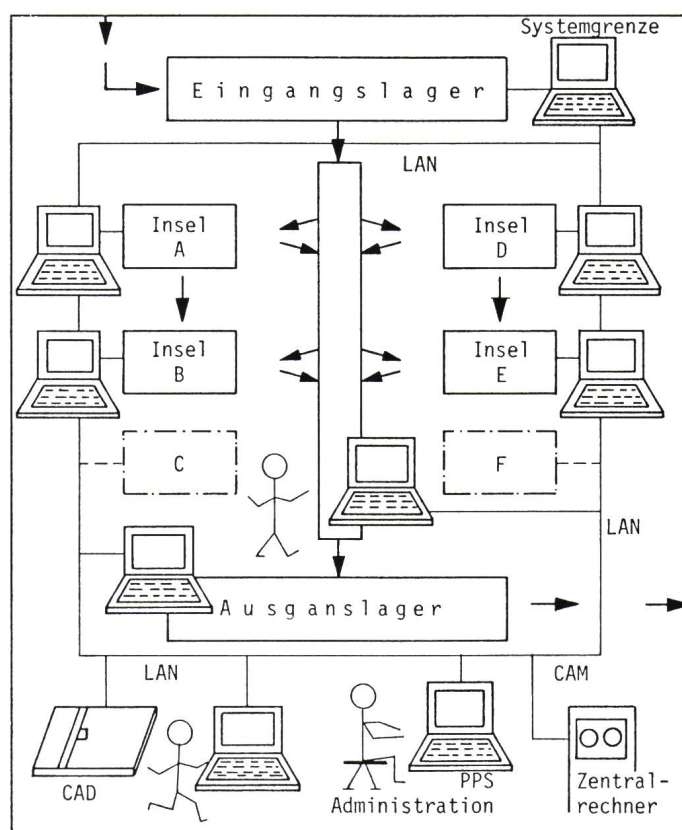 Systemgrenze
Eingangslager
LAN
Insel
A
Insel
D
Insel
B
Insel
E
C
F
LAN
Ausganslager
LAN
CAM
CAD
PPS
Administration
Zentral-
rechner